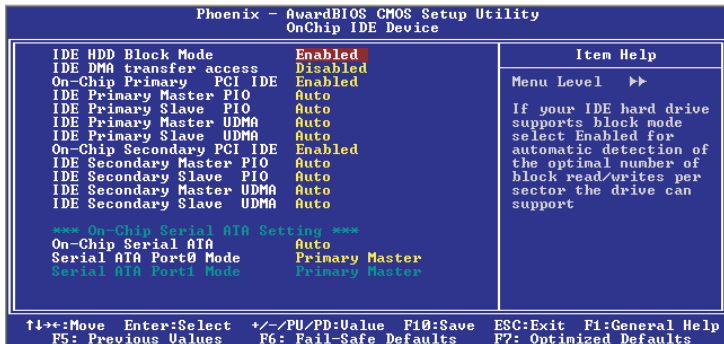 Phoenix - AwardBIOS CMOS Setup Utility
OnChip IDE Device
IDE HDD Block Mode Enabled
IDE DMA transfer access Disabled
On-Chip Primary PCI IDE Enabled
IDE Primary Master PIO Auto
IDE Primary Slave PIO Auto
IDE Primary Master UDMA Auto
IDE Primary Slave UDMA Auto
On-Chip Secondary PCI IDE Enabled
IDE Secondary Master PIO Auto
IDE Secondary Slave PIO Auto
IDE Secondary Master UDMA Auto
IDE Secondary Slave UDMA Auto
*** On-Chip Serial ATA Setting ***
On-Chip Serial ATA Auto
Serial ATA Port0 Mode Primary Master
Serial ATA Port1 Mode Primary Master
Item Help
Menu Level ▸▸
If your IDE hard drive
supports block mode
select Enabled for
automatic detection of
the optimal number of
block read/writes per
sector the drive can
support
↑↓→←:Move Enter:Select +/-/PU/PD:Value F10:Save ESC:Exit F1:General Help
F5: Previous Values F6: Fail-Safe Defaults F7: Optimized Defaults